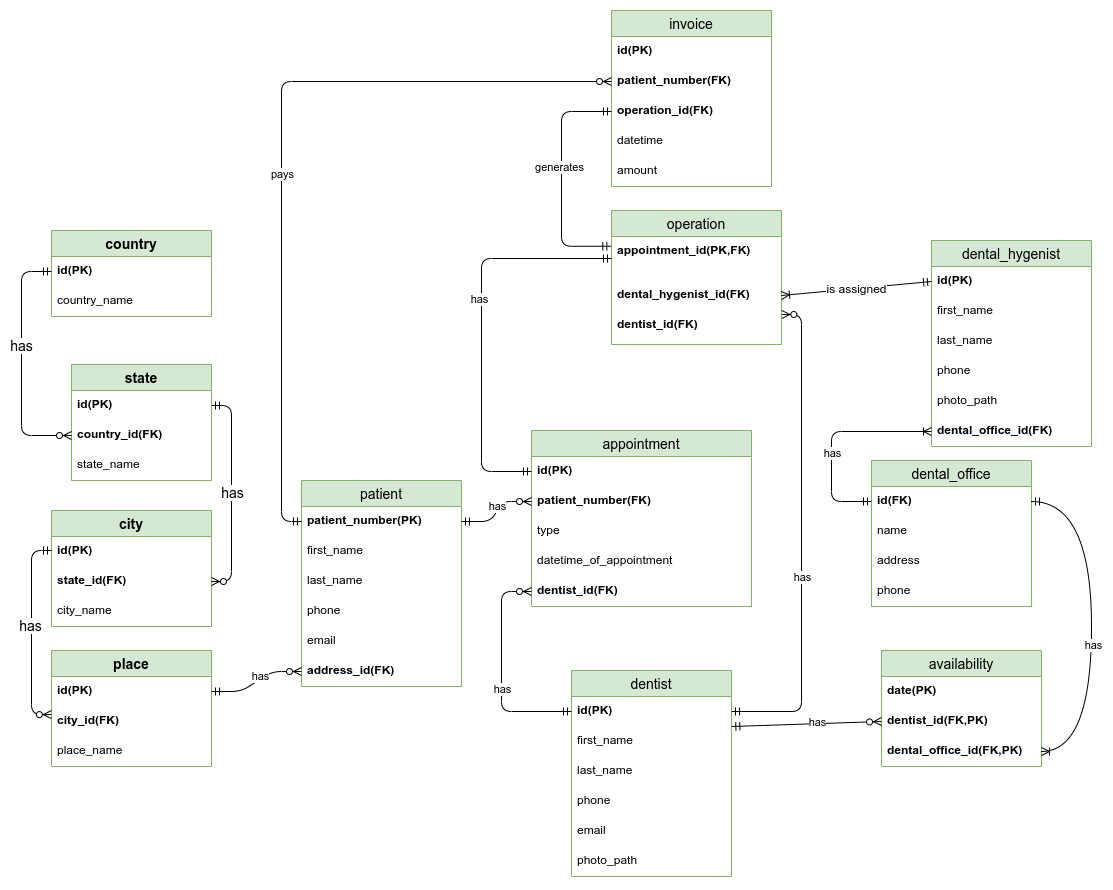 invoice
id(PK)
patient_number(FK)
operation_id(FK)
datetime
amount
pays
generates
operation
appointment_id(PK,FK)
dental_hygenist_id(FK)
dentist_id(FK)
is assigned
dental_hygenist
id(PK)
first_name
last_name
phone
photo_path
dental_office_id(FK)
country
id(PK)
country_name
has
state
id(PK)
country_id(FK)
state_name
has
city
id(PK)
state_id(FK)
city_name
has
place
id(PK)
city_id(FK)
place_name
has
patient
patient_number(PK)
first_name
last_name
phone
email
address_id(FK)
has
has
appointment
id(PK)
patient_number(FK)
type
datetime_of_appointment
dentist_id(FK)
has
has
dental_office
id(FK)
name
address
phone
has
has
dentist
id(PK)
first_name
last_name
phone
email
photo_path
has
availability
date(PK)
dentist_id(FK,PK)
dental_office_id(FK,PK)